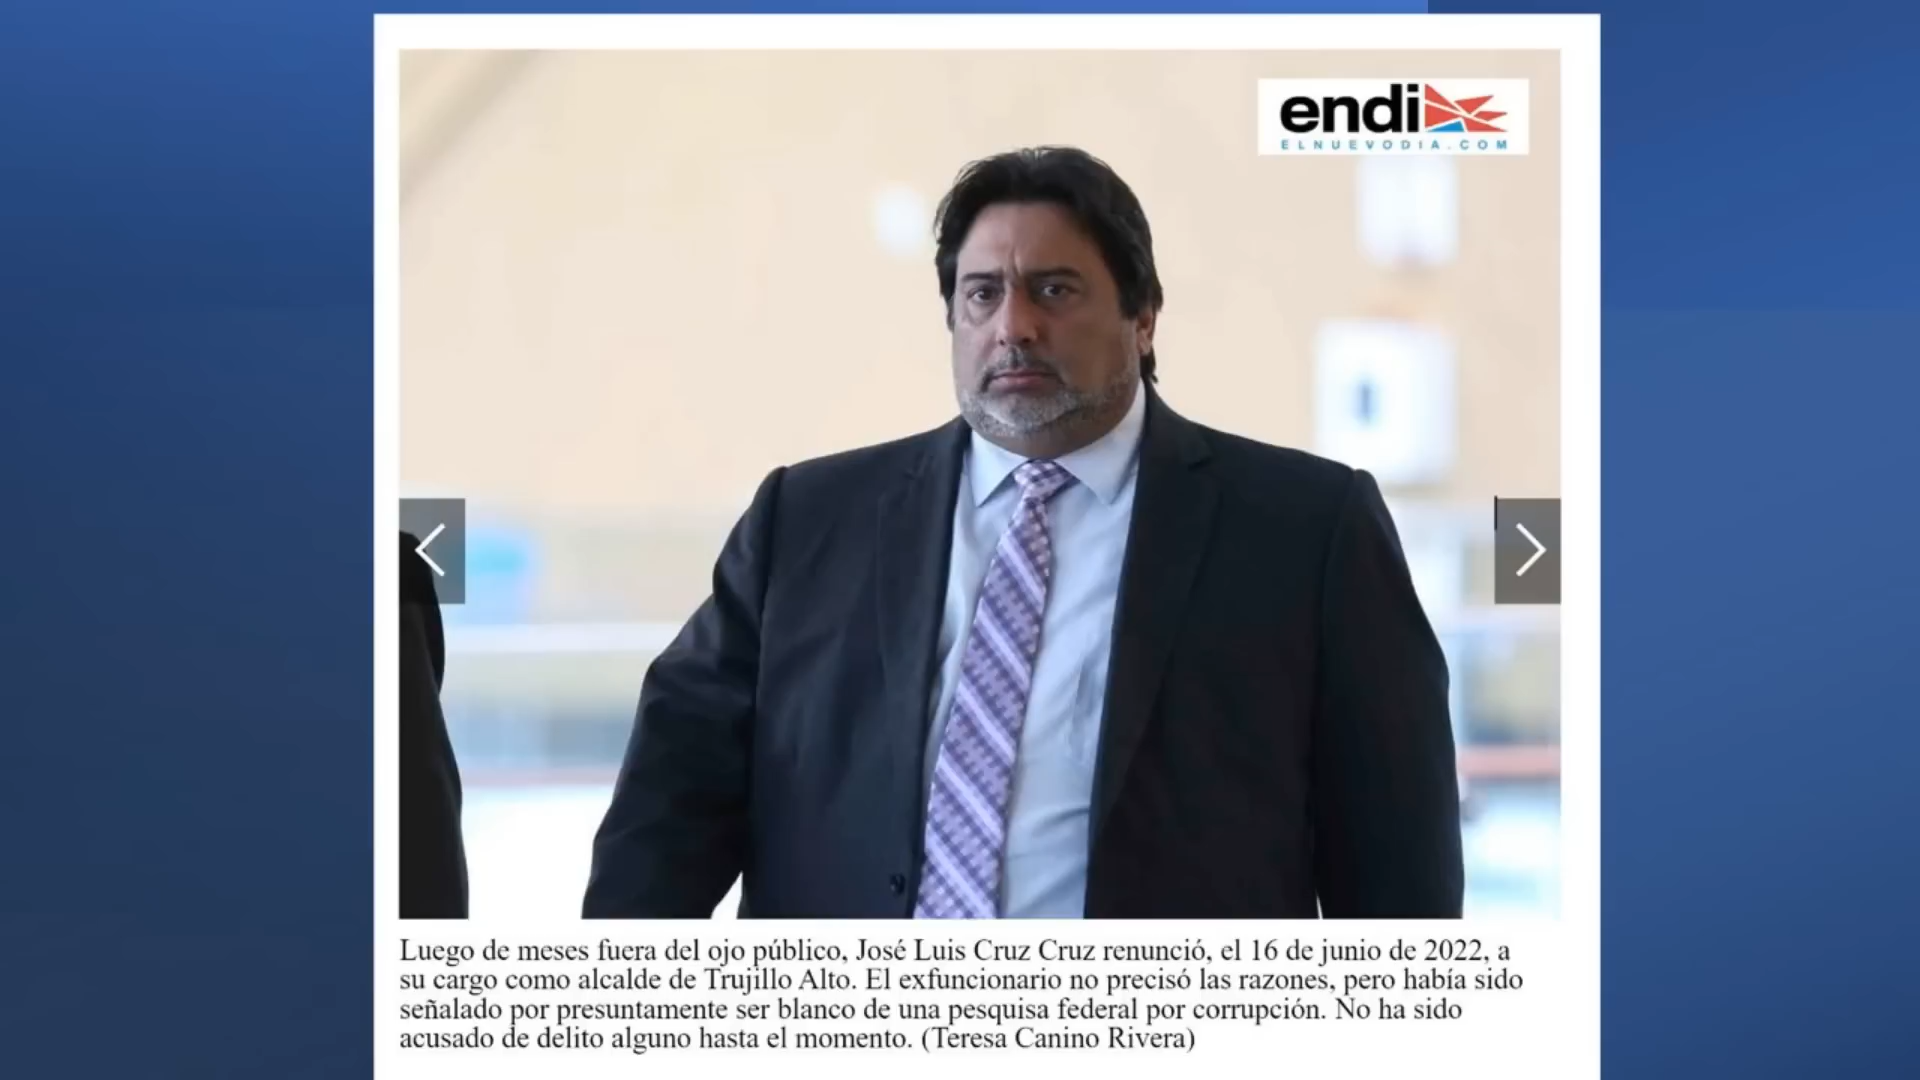 endi
ELNUEVODIA.COM
Luego de meses fuera del ojo público, José Luis Cruz Cruz renunció, el 16 de junio de 2022, a
su cargo como alcalde de Trujillo Alto. El exfuncionario no precisó las razones, pero había sido
señalado por presuntamente ser blanco de una pesquisa federal por corrupción. No ha sido
acusado de delito alguno hasta el momento. (Teresa Canino Rivera)